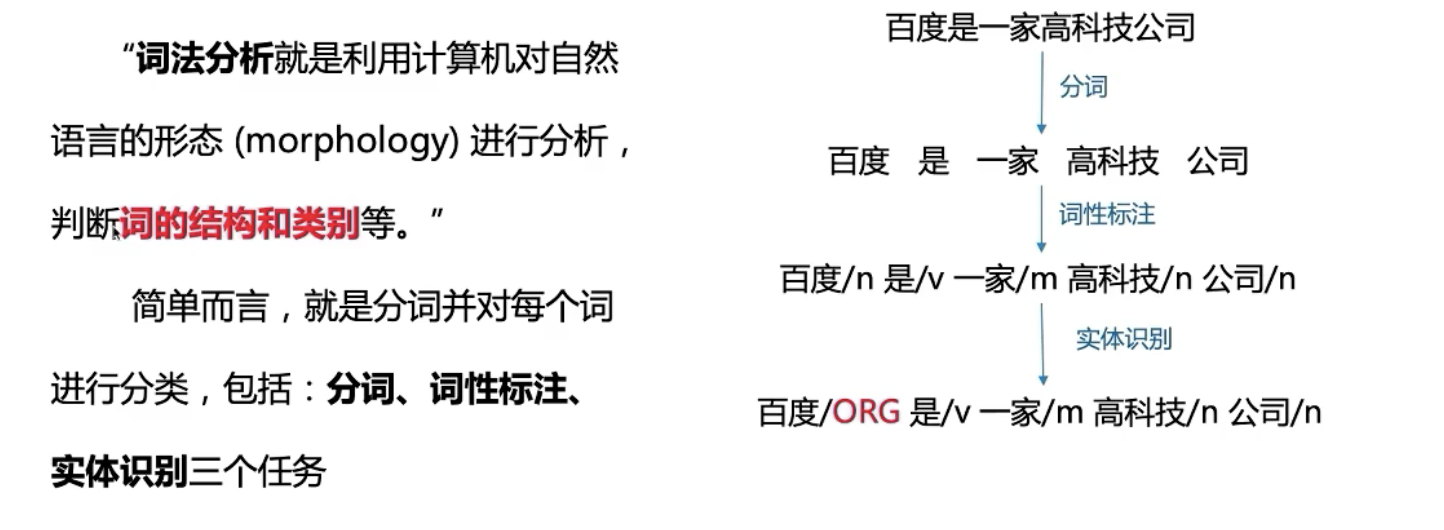 “词法分析就是利用计算机对自然
语言的形态 (morphology) 进行分析，
判断词的结构和类别等。”
简单而言，就是分词并对每个词
进行分类，包括：分词、词性标注、
实体识别三个任务
百度是一家高科技公司
分词
百度 是 一家 高科技 公司
词性标注
百度/n 是/v 一家/m 高科技/n 公司/n
实体识别
百度/ORG 是/v 一家/m 高科技/n 公司/n